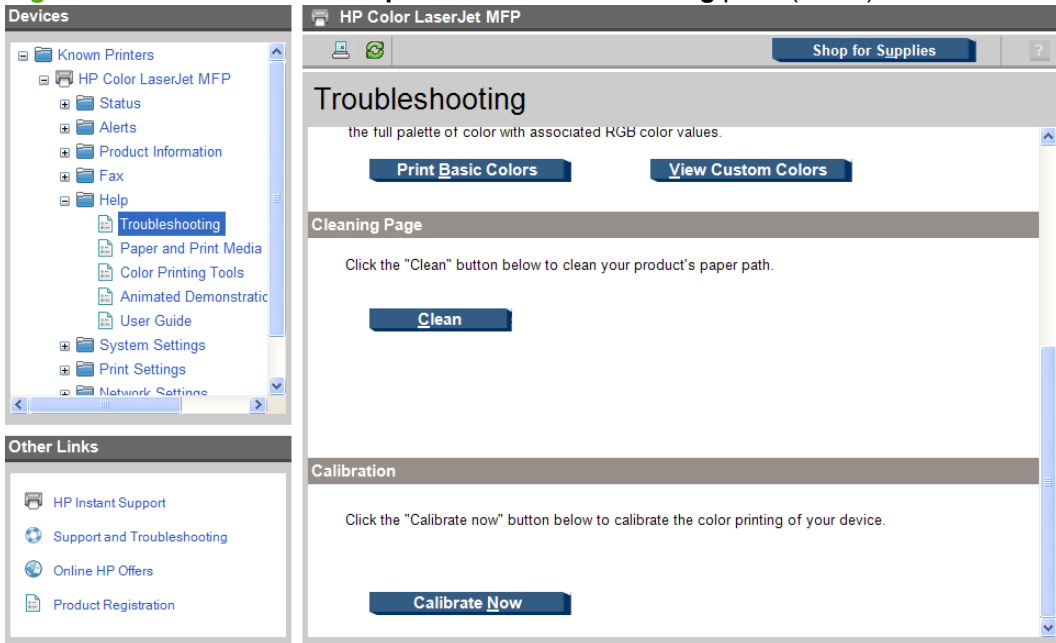 Devices
Known Printers
HP Color LaserJet MFP
Status
Alerts
Product Information
Fax
Help
Troubleshooting
Paper and Print Media
Color Printing Tools
Animated Demonstratic
User Guide
System Settings
Print Settings
Network Settings
Other Links
HP Instant Support
Support and Troubleshooting
Online HP Offers
Product Registration
HP Color LaserJet MFP
Shop for Supplies
?
Troubleshooting
the full palette of color with associated RGB color values.
Print Basic Colors
View Custom Colors
Cleaning Page
Click the "Clean" button below to clean your product's paper path.
Clean
Calibration
Click the "Calibrate now" button below to calibrate the color printing of your device.
Calibrate Now